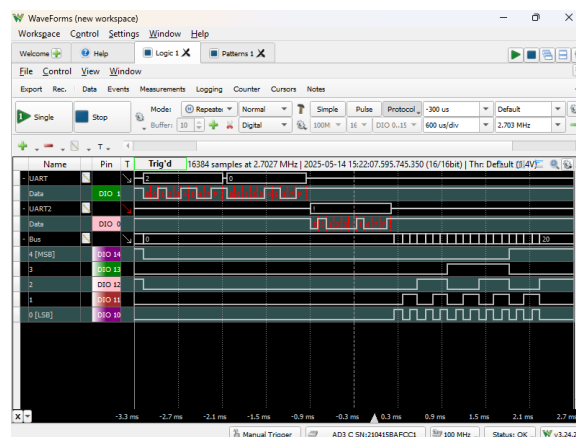 WaveForms (new workspace)
Workspace Control Settings Window Help
Welcome Help Logic 1 Patterns 1
File Control View Window
Export Rec. Data Events Measurements Logging Counter Cursors Notes
Single Stop Mode: Repeated Normal Simple Pulse Protocol -300 us Default
Buffer: 10 Digital 100M 16 DIO 0..15 600 us/div 2.703 MHz
T
Name Pin T Trig'd 16384 samples at 2.7027 MHz | 2025-05-14 15:22:07.595.745.350 (16/16bit) | Thr: Default
UART 2 0
Data DIO 1
UART2 1
Data DIO 0
Bus 0 20
4 [MSB] DIO 14
3 DIO 13
2 DIO 12
1 DIO 11
0 [LSB] DIO 10
X -3.3 ms -2.7 ms -2.1 ms -1.5 ms -0.9 ms -0.3 ms 0.3 ms 0.9 ms 1.5 ms 2.1 ms 2.7 ms
Manual Trigger AD3 C SN:210415BAFCC1 100 MHz Status: OK v3.24.2